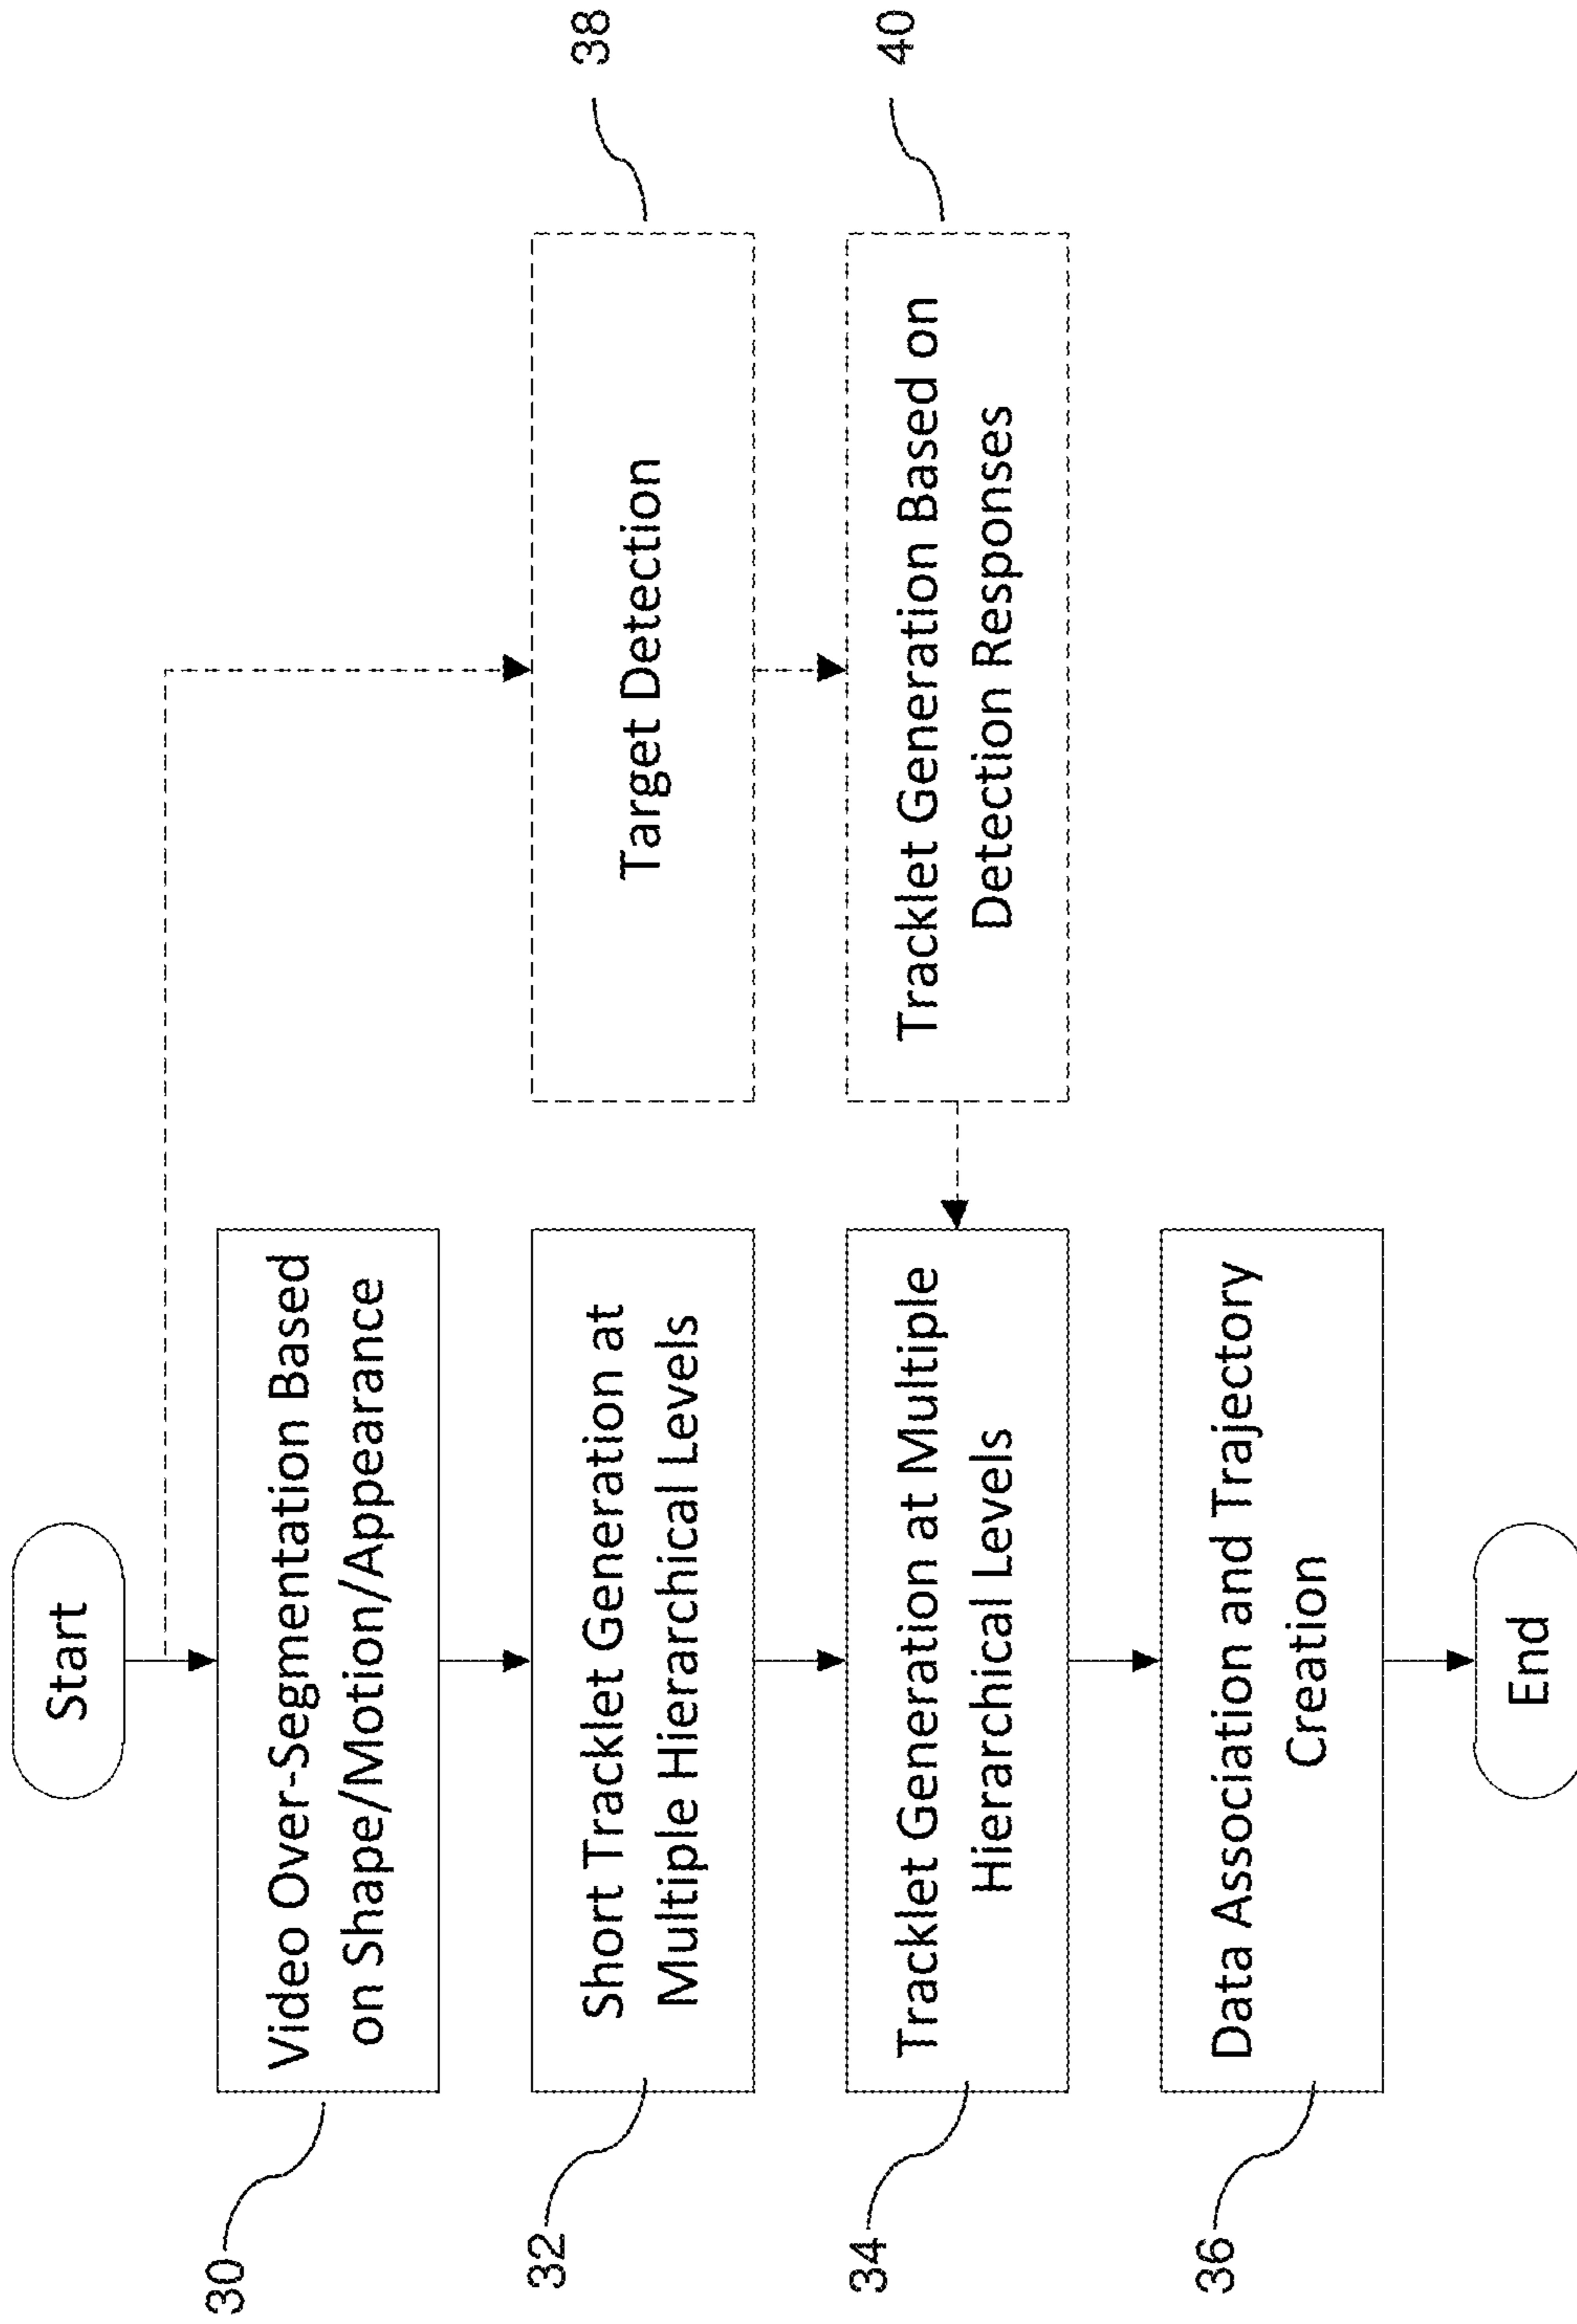 Start
30
Video Over-Segmentation Based
on Shape/Motion/Appearance
32
Short Tracklet Generation at
Multiple Hierarchical Levels
Target Detection
38
34
Tracklet Generation at Multiple
Hierarchical Levels
Tracklet Generation Based on
Detection Responses
40
36
Data Association and Trajectory
Creation
End